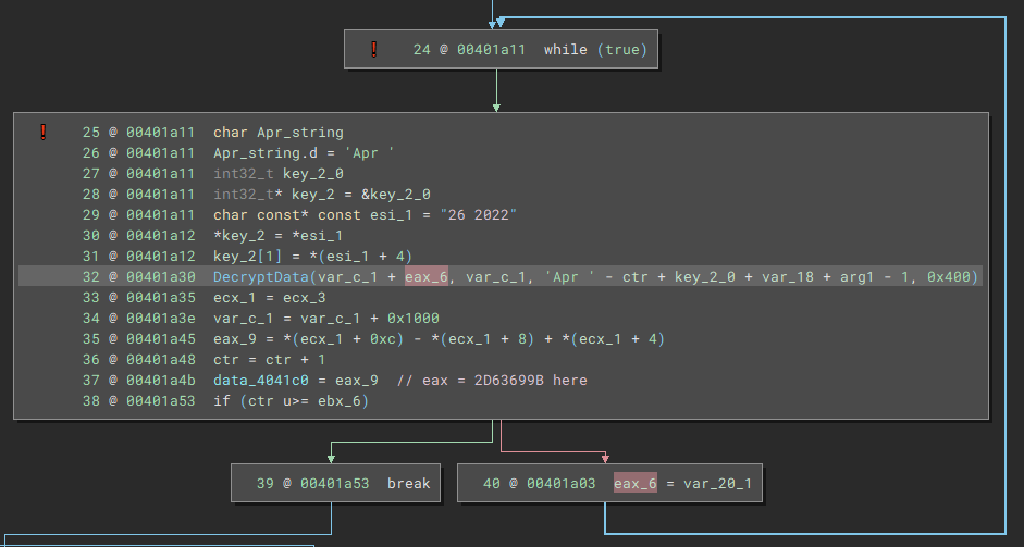 ! 24 @ 00401a11 while (true)
! 25 @ 00401a11 char Apr_string
26 @ 00401a11 Apr_string.d = 'Apr '
27 @ 00401a11 int32_t key_2_0
28 @ 00401a11 int32_t* key_2 = &key_2_0
29 @ 00401a11 char const* const esi_1 = "26 2022"
30 @ 00401a12 *key_2 = *esi_1
31 @ 00401a12 key_2[1] = *(esi_1 + 4)
32 @ 00401a30 DecryptData(var_c_1 + eax_6, var_c_1, 'Apr ' - ctr + key_2_0 + var_18 + arg1 - 1, 0x400)
33 @ 00401a35 ecx_1 = ecx_3
34 @ 00401a3e var_c_1 = var_c_1 + 0x1000
35 @ 00401a45 eax_9 = *(ecx_1 + 0xc) - *(ecx_1 + 8) + *(ecx_1 + 4)
36 @ 00401a48 ctr = ctr + 1
37 @ 00401a4b data_4041c0 = eax_9 // eax = 2D63699B here
38 @ 00401a53 if (ctr u>= ebx_6)
39 @ 00401a53 break
40 @ 00401a03 eax_6 = var_20_1